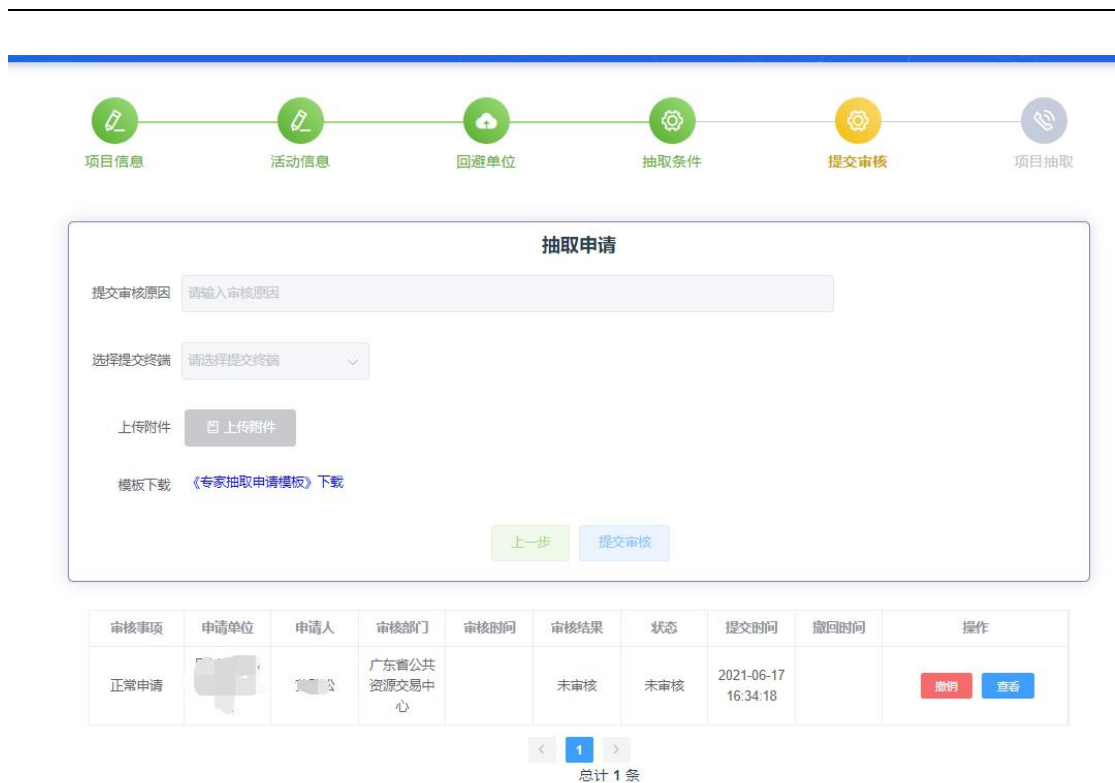 项目信息 活动信息 回避单位 抽取条件 提交审核 项目抽取
抽取申请
提交审核原因 请输入审核原因
选择提交终端 请选择提交终端
上传附件 上传附件
模板下载 《专家抽取申请模板》下载
上一步 提交审核
审核事项 申请单位 申请人 审核部门 审核时间 审核结果 状态 提交时间 撤回时间 操作
正常申请 广东省公共资源交易中心 未审核 未审核 2021-06-17 16:34:18 撤销 查看
1
总计 1 条